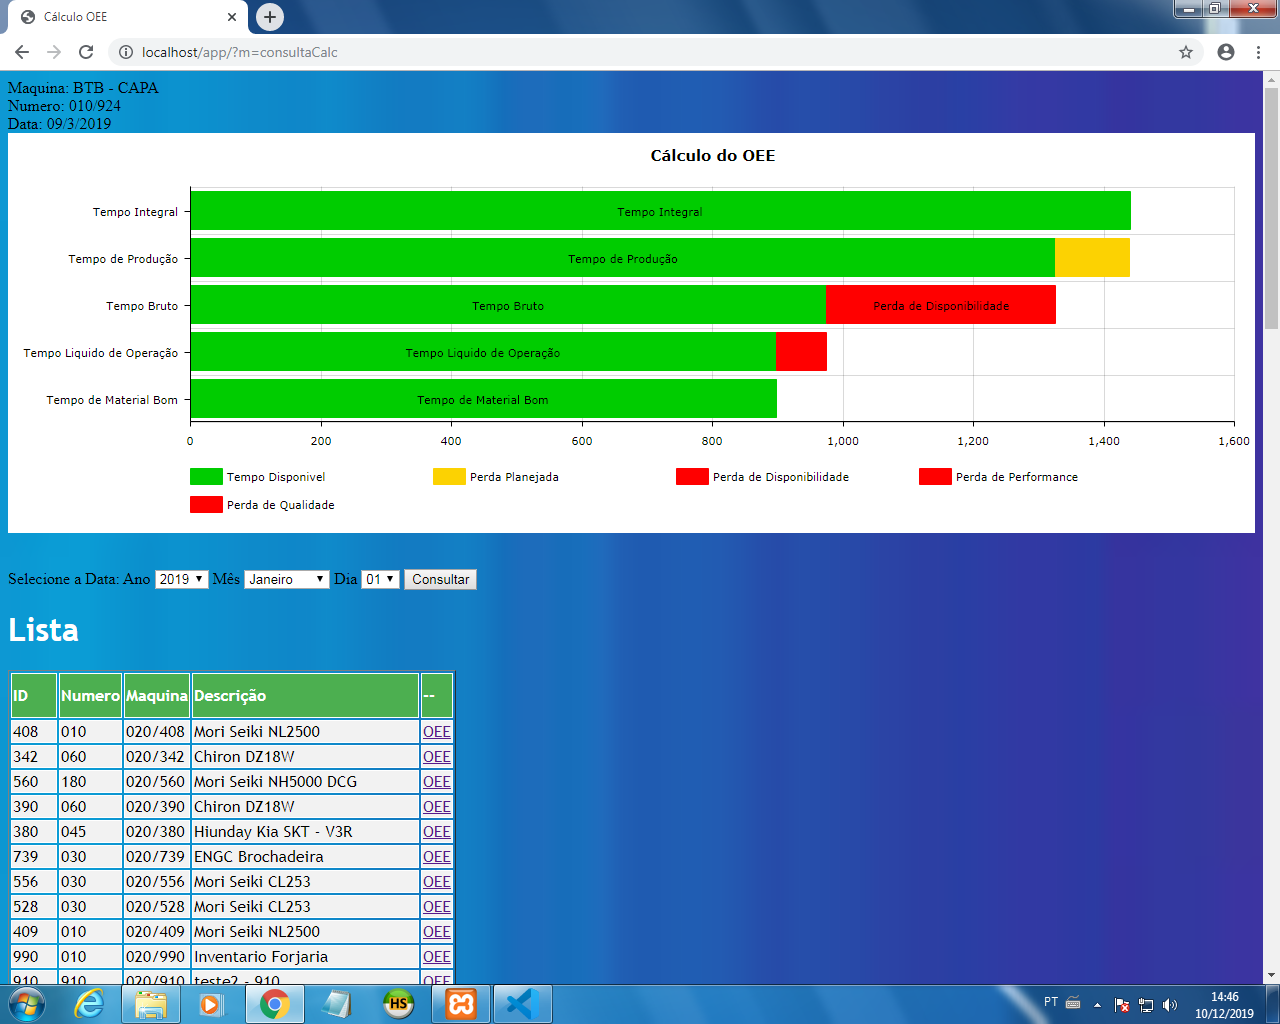 Cálculo OEE
localhost/app/?m=consultaCalc
Maquina: BTB - CAPA
Numero: 010/924
Data: 09/3/2019
Cálculo do OEE
Tempo Integral Tempo Integral
Tempo de Produção Tempo de Produção
Tempo Bruto Tempo Bruto Perda de Disponibilidade
Tempo Liquido de Operação Tempo Liquido de Operação
Tempo de Material Bom Tempo de Material Bom
0 200 400 600 800 1,000 1,200 1,400 1,600
Tempo Disponivel Perda Planejada Perda de Disponibilidade Perda de Performance
Perda de Qualidade
Selecione a Data: Ano 2019 Mês Janeiro Dia 01 Consultar
Lista
ID Numero Maquina Descrição --
408 010 020/408 Mori Seiki NL2500 OEE
342 060 020/342 Chiron DZ18W OEE
560 180 020/560 Mori Seiki NH5000 DCG OEE
390 060 020/390 Chiron DZ18W OEE
380 045 020/380 Hiunday Kia SKT - V3R OEE
739 030 020/739 ENGC Brochadeira OEE
556 030 020/556 Mori Seiki CL253 OEE
528 030 020/528 Mori Seiki CL253 OEE
409 010 020/409 Mori Seiki NL2500 OEE
990 010 020/990 Inventario Forjaria OEE
910 910 020/910 teste2 - 910 OEE
HS
PT 14:46
10/12/2019